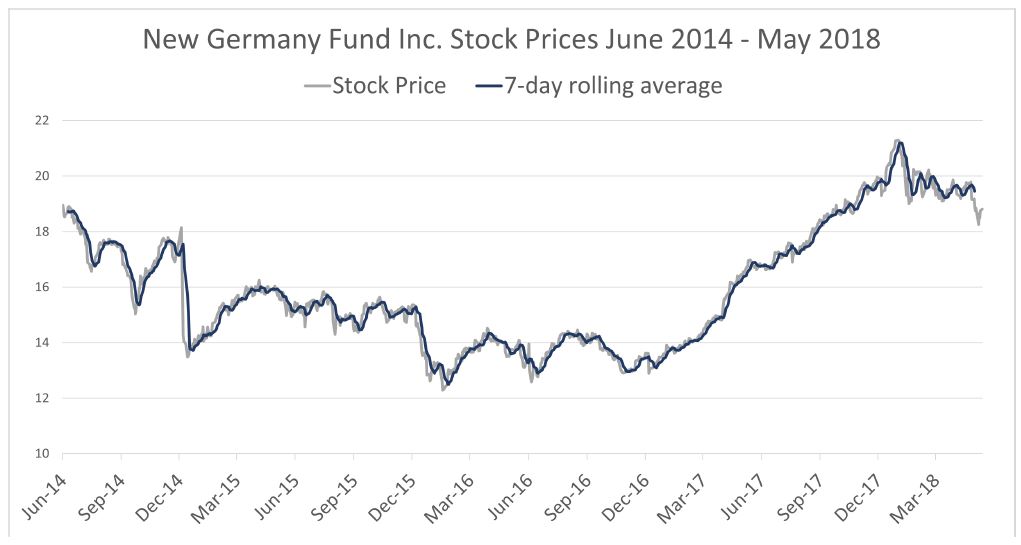 New Germany Fund Inc. Stock Prices June 2014 - May 2018
Stock Price 7-day rolling average
22
20
18
16
14
12
10
Jun-14 Sep-14 Dec-14 Mar-15 Jun-15 Sep-15 Dec-15 Mar-16 Jun-16 Sep-16 Dec-16 Mar-17 Jun-17 Sep-17 Dec-17 Mar-18